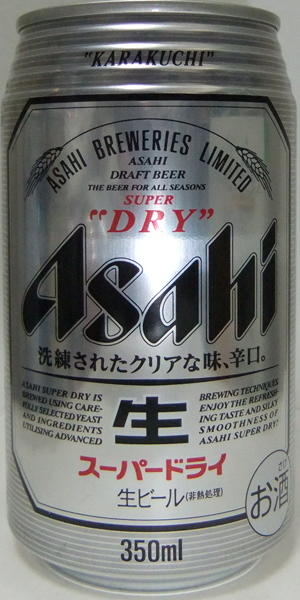 "KARAKUCHI"
ASAHI BREWERIES LIMITED
ASAHI
DRAFT BEER
THE BEER FOR ALL SEASONS
SUPER
"DRY"
Asahi
洗練されたクリアな味、辛口。
ASAHI SUPER DRY IS
BREWED USING CARE-
FULLY SELECTED YEAST
AND INGREDIENTS
UTILISING ADVANCED
生
BREWING TECHNIQUES.
ENJOY THE REFRESH-
ING TASTE AND SILKY
SMOOTHNESS OF
ASAHI SUPER DRY!
スーパードライ
生ビール(非熱処理)
お酒
350ml